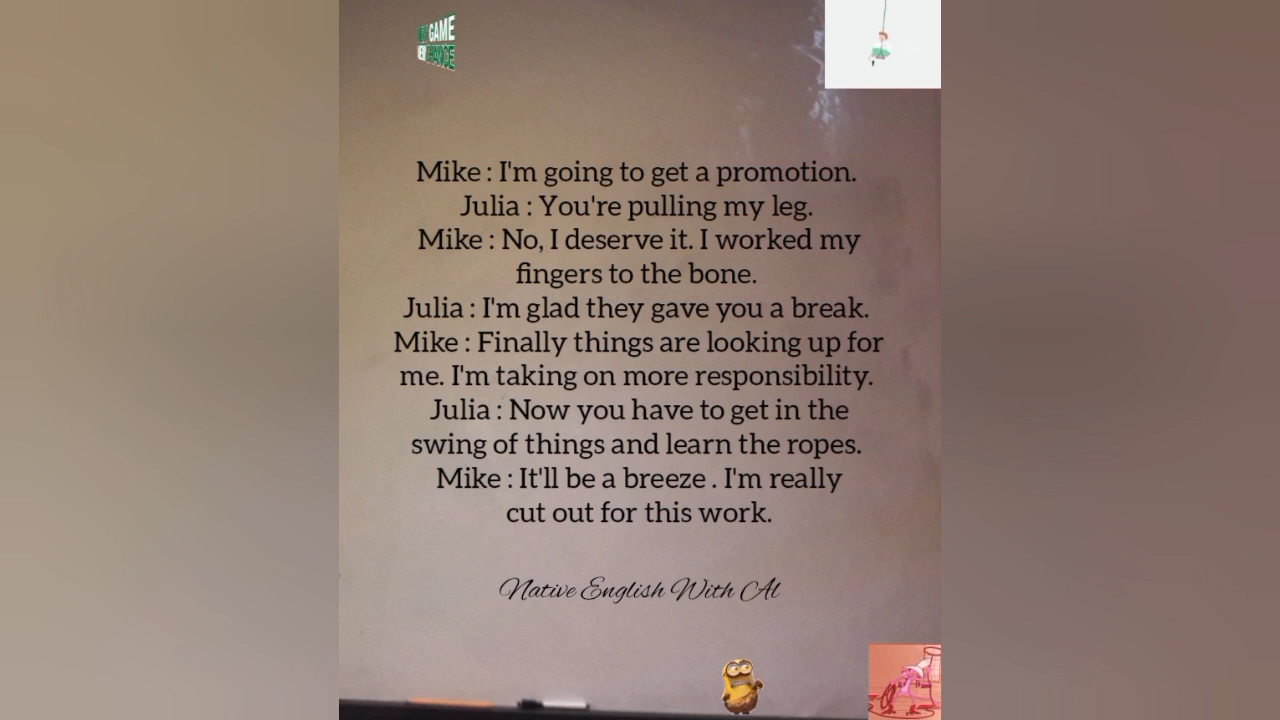 GAME
CHANCE
Mike : I'm going to get a promotion.
Julia : You're pulling my leg.
Mike : No, I deserve it. I worked my
fingers to the bone.
Julia : I'm glad they gave you a break.
Mike : Finally things are looking up for
me. I'm taking on more responsibility.
Julia : Now you have to get in the
swing of things and learn the ropes.
Mike : It'll be a breeze . I'm really
cut out for this work.
Native English With Al